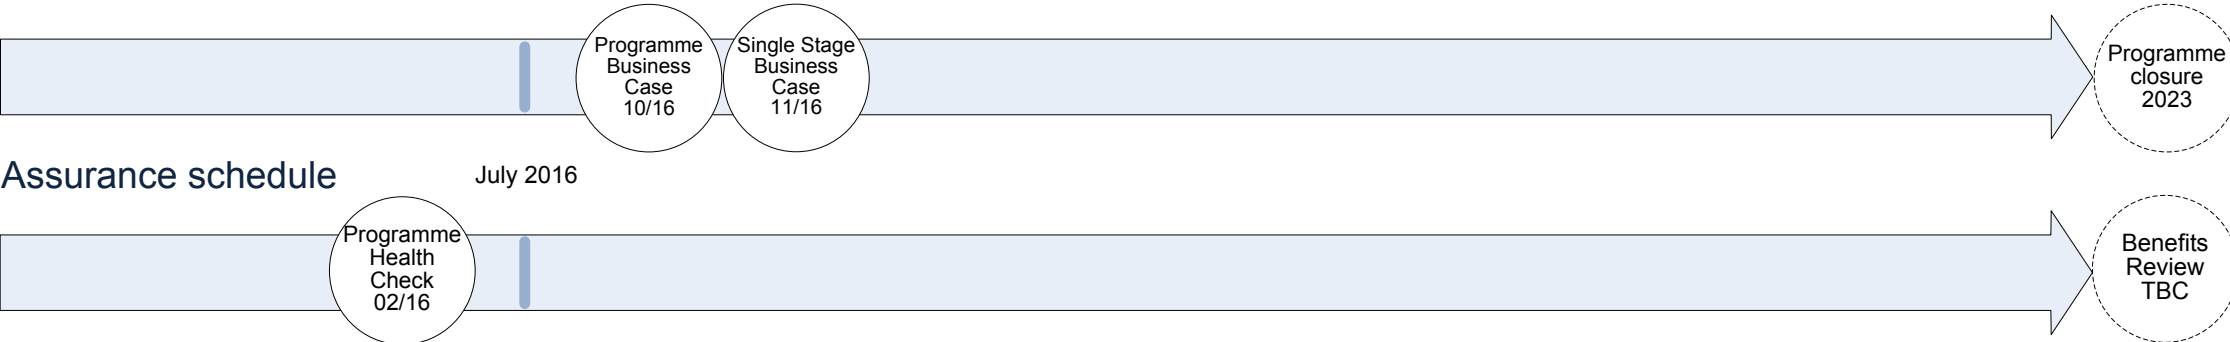 Programme
Business
Case
10/16
Single Stage
Business
Case
11/16
Programme
closure
2023
Assurance schedule
July 2016
Programme
Health
Check
02/16
Benefits
Review
TBC